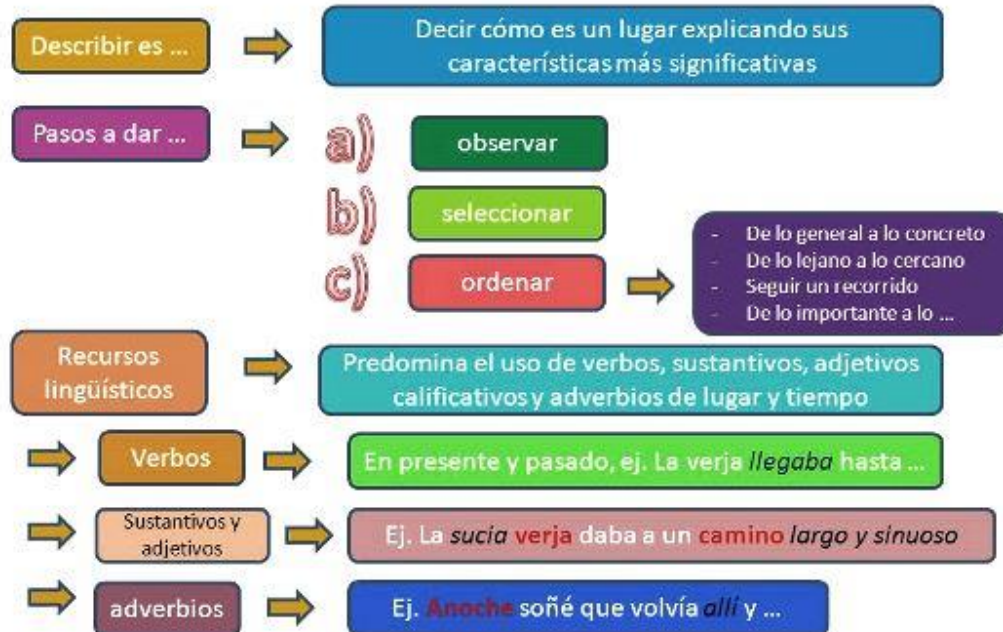 Describir es ...
Decir cómo es un lugar explicando sus
características más significativas
Pasos a dar ...
a)
observar
b)
seleccionar
c)
ordenar
- De lo general a lo concreto
- De lo lejano a lo cercano
- Seguir un recorrido
- De lo importante a lo ...
Recursos
lingüísticos
Predomina el uso de verbos, sustantivos, adjetivos
calificativos y adverbios de lugar y tiempo
Verbos
En presente y pasado, ej. La verja llegaba hasta ...
Sustantivos y
adjetivos
Ej. La sucía verja daba a un camino largo y sinuoso
adverbios
Ej. Anoche soñé que volvía allí y ...